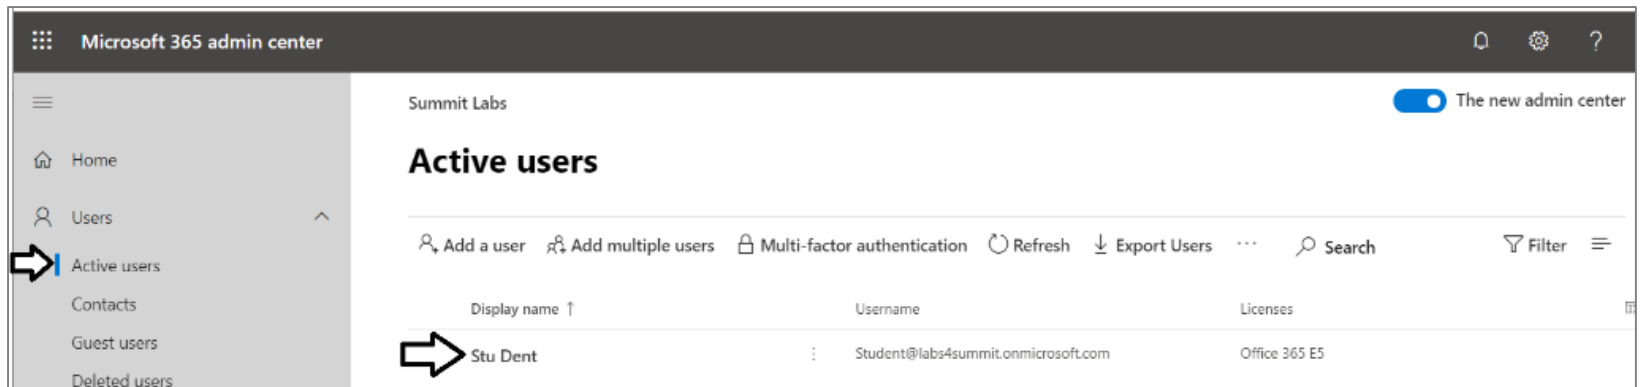 Microsoft 365 admin center
?
Summit Labs
The new admin center
Home
Active users
Users
Add a user Add multiple users Multi-factor authentication Refresh Export Users ... Search Filter
Active users
Contacts
Display name ↑ Username Licenses
Guest users
Stu Dent Student@labs4summit.onmicrosoft.com Office 365 E5
Deleted users